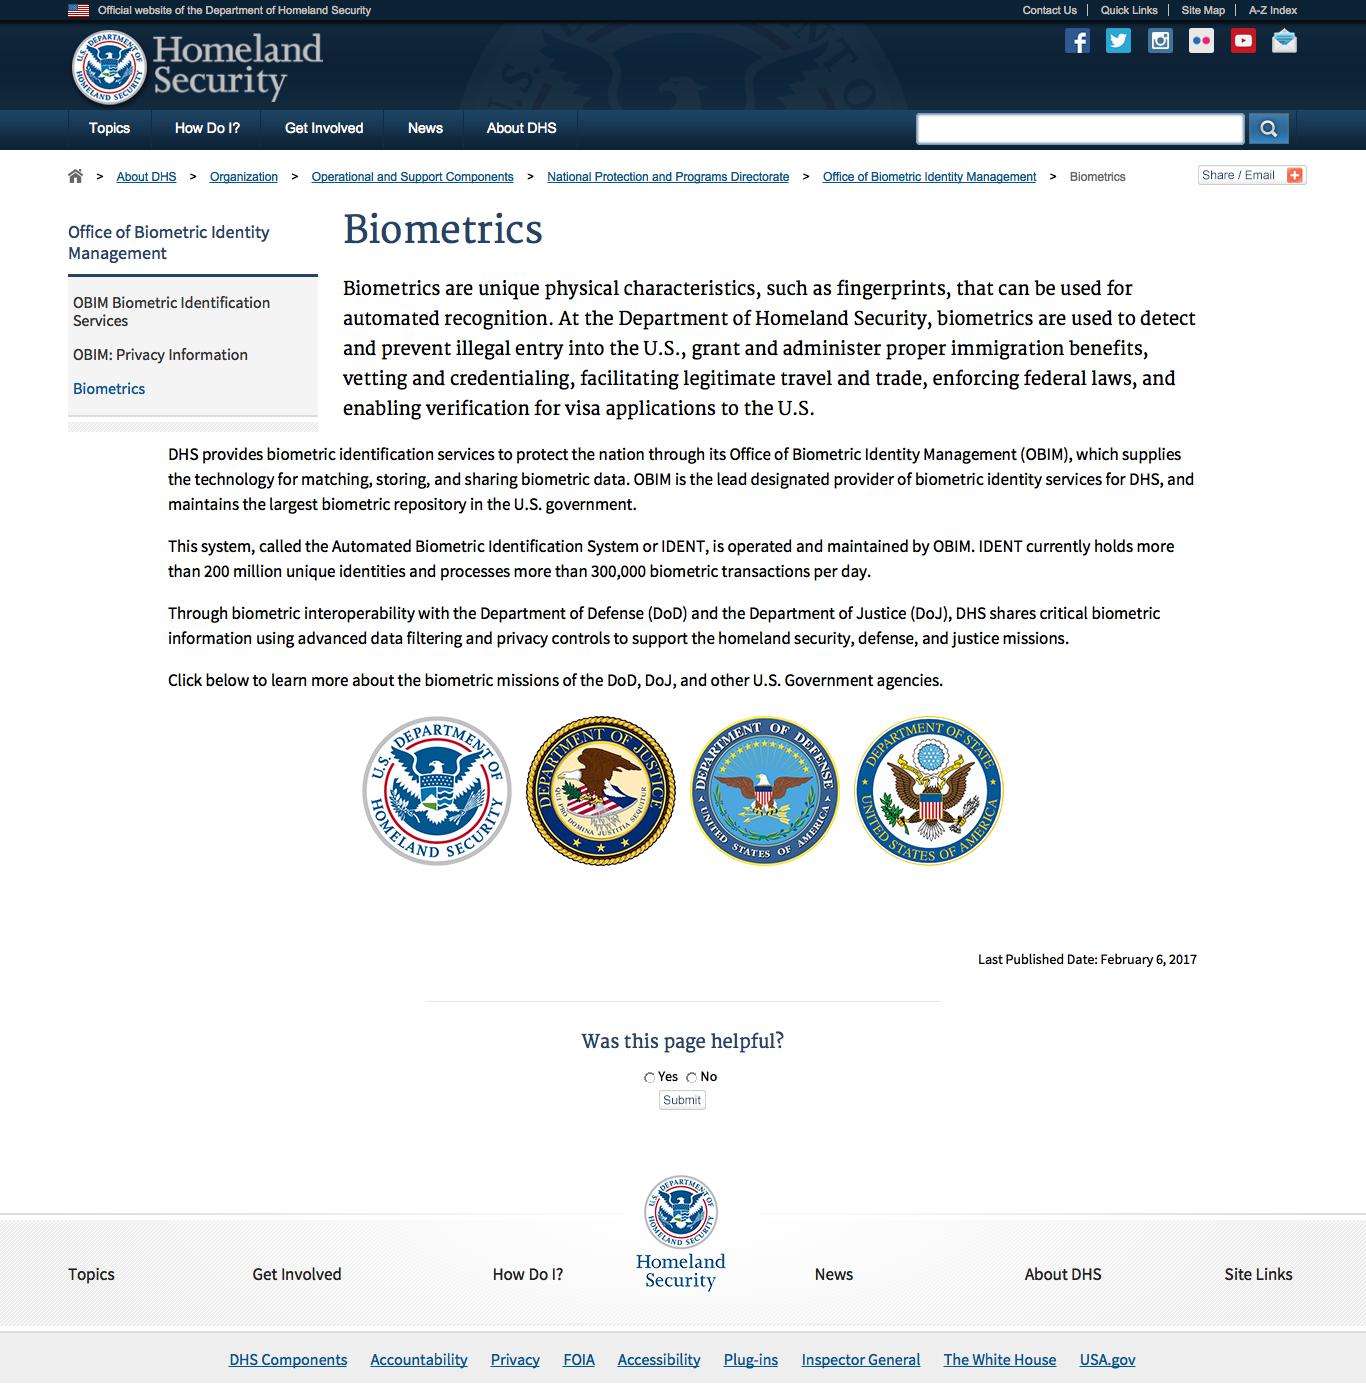 Official website of the Department of Homeland Security
Contact Us | Quick Links | Site Map | A-Z Index
U.S. DEPARTMENT OF HOMELAND SECURITY
Homeland
Security
Topics How Do I? Get Involved News About DHS
> About DHS > Organization > Operational and Support Components > National Protection and Programs Directorate > Office of Biometric Identity Management > Biometrics
Share / Email
Office of Biometric Identity
Management
OBIM Biometric Identification
Services
OBIM: Privacy Information
Biometrics
Biometrics
Biometrics are unique physical characteristics, such as fingerprints, that can be used for
automated recognition. At the Department of Homeland Security, biometrics are used to detect
and prevent illegal entry into the U.S., grant and administer proper immigration benefits,
vetting and credentialing, facilitating legitimate travel and trade, enforcing federal laws, and
enabling verification for visa applications to the U.S.
DHS provides biometric identification services to protect the nation through its Office of Biometric Identity Management (OBIM), which supplies
the technology for matching, storing, and sharing biometric data. OBIM is the lead designated provider of biometric identity services for DHS, and
maintains the largest biometric repository in the U.S. government.
This system, called the Automated Biometric Identification System or IDENT, is operated and maintained by OBIM. IDENT currently holds more
than 200 million unique identities and processes more than 300,000 biometric transactions per day.
Through biometric interoperability with the Department of Defense (DoD) and the Department of Justice (DoJ), DHS shares critical biometric
information using advanced data filtering and privacy controls to support the homeland security, defense, and justice missions.
Click below to learn more about the biometric missions of the DoD, DoJ, and other U.S. Government agencies.
U.S. DEPARTMENT OF HOMELAND SECURITY
DEPARTMENT OF JUSTICE
QUI PRO DOMINA JUSTITIA SEQUITUR
DEPARTMENT OF DEFENSE
UNITED STATES OF AMERICA
DEPARTMENT OF STATE
UNITED STATES OF AMERICA
Last Published Date: February 6, 2017
Was this page helpful?
Yes No
Submit
U.S. DEPARTMENT OF HOMELAND SECURITY
Homeland
Security
Topics Get Involved How Do I? News About DHS Site Links
DHS Components Accountability Privacy FOIA Accessibility Plug-ins Inspector General The White House USA.gov